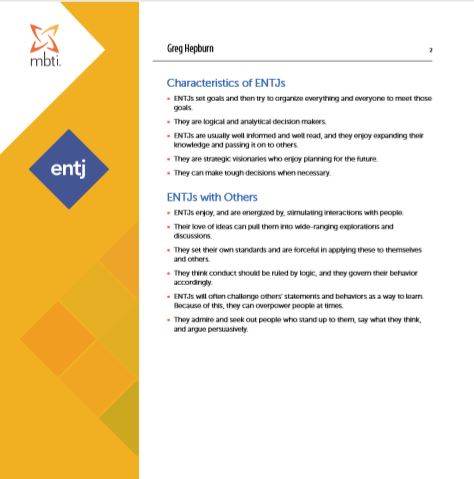 mbti.
Greg Hepburn 2
entj
Characteristics of ENTJs
• ENTJs set goals and then try to organize everything and everyone to meet those
goals.
• They are logical and analytical decision makers.
• ENTJs are usually well informed and well read, and they enjoy expanding their
knowledge and passing it on to others.
• They are strategic visionaries who enjoy planning for the future.
• They can make tough decisions when necessary.
ENTJs with Others
• ENTJs enjoy, and are energized by, stimulating interactions with people.
• Their love of ideas can pull them into wide-ranging explorations and
discussions.
• They set their own standards and are forceful in applying these to themselves
and others.
• They think conduct should be ruled by logic, and they govern their behavior
accordingly.
• ENTJs will often challenge others' statements and behaviors as a way to learn.
Because of this, they can overpower people at times.
• They admire and seek out people who stand up to them, say what they think,
and argue persuasively.